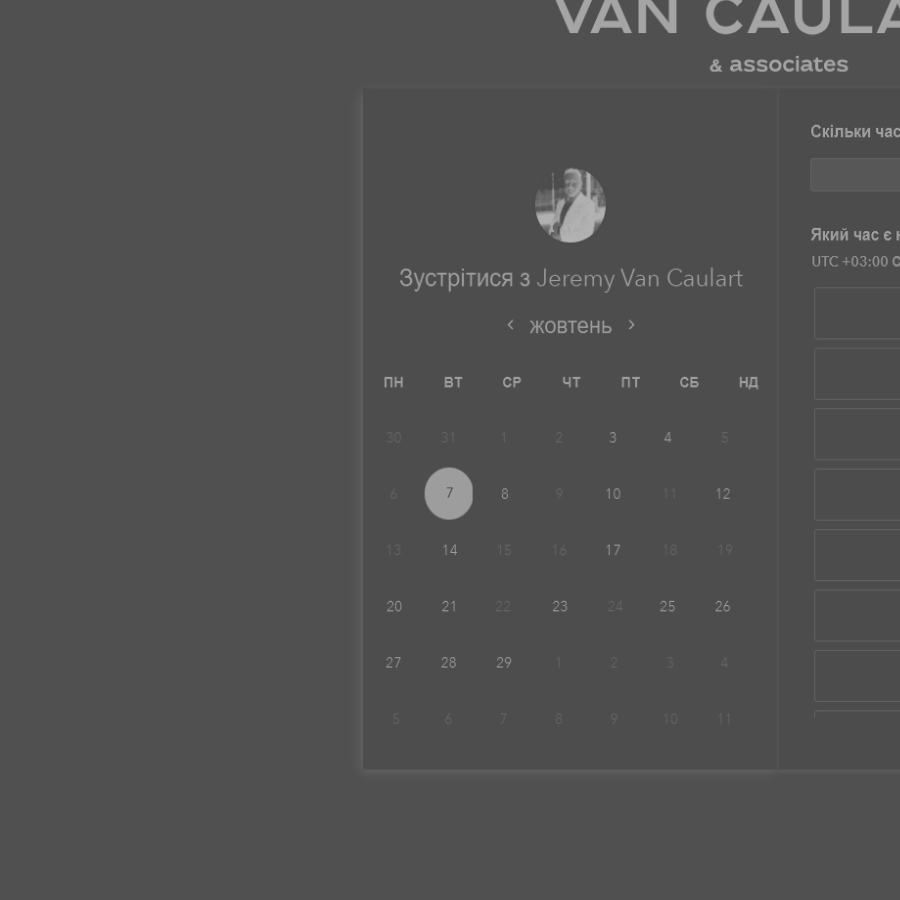 VAN CAULA
& associates
Зустрітися з Jeremy Van Caulart
‹ жовтень ›
ПН ВТ СР ЧТ ПТ СБ НД
30 31 1 2 3 4 5
6 7 8 9 10 11 12
13 14 15 16 17 18 19
20 21 22 23 24 25 26
27 28 29 1 2 3 4
5 6 7 8 9 10 11
Скільки час
Який час є
UTC +03:00